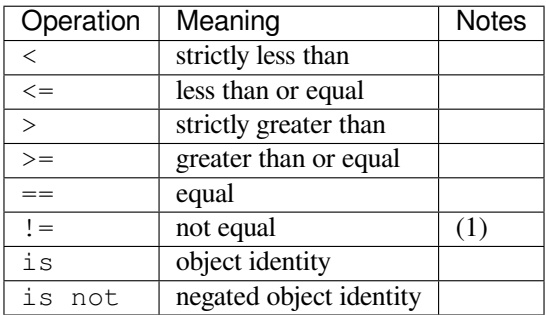 Operation Meaning Notes
< strictly less than
<= less than or equal
> strictly greater than
>= greater than or equal
== equal
!= not equal (1)
is object identity
is not negated object identity